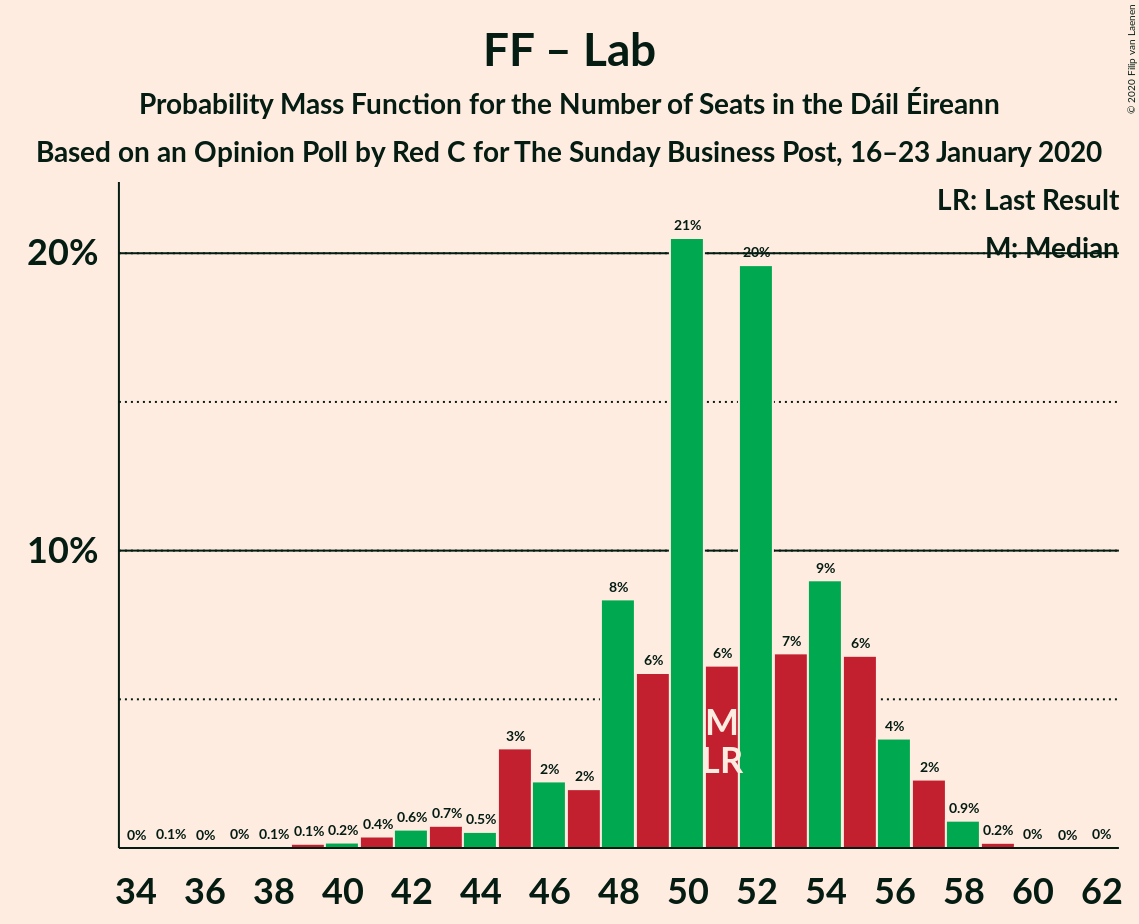 FF – Lab
Probability Mass Function for the Number of Seats in the Dáil Éireann
Based on an Opinion Poll by Red C for The Sunday Business Post, 16–23 January 2020
© 2020 Filip van Laenen
LR: Last Result
M: Median
20%
10%
0% 0.1% 0% 0% 0.1% 0.1% 0.2% 0.4% 0.6% 0.7% 0.5% 3% 2% 2% 8% 6% 21% 6% 20% 7% 9% 6% 4% 2% 0.9% 0.2% 0% 0% 0%
M
LR
34 36 38 40 42 44 46 48 50 52 54 56 58 60 62